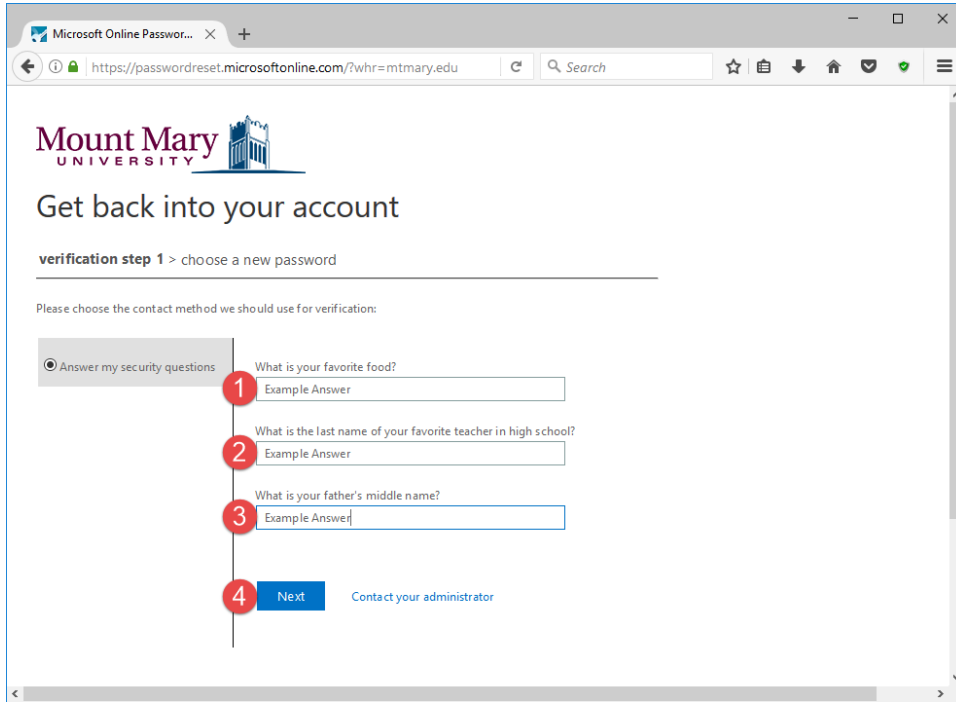 Microsoft Online Passwor...
https://passwordreset.microsoftonline.com/?whr=mtmary.edu
Search
Mount Mary
UNIVERSITY
Get back into your account
verification step 1 > choose a new password
Please choose the contact method we should use for verification:
Answer my security questions
What is your favorite food?
1 Example Answer
What is the last name of your favorite teacher in high school?
2 Example Answer
What is your father's middle name?
3 Example Answer
4 Next Contact your administrator